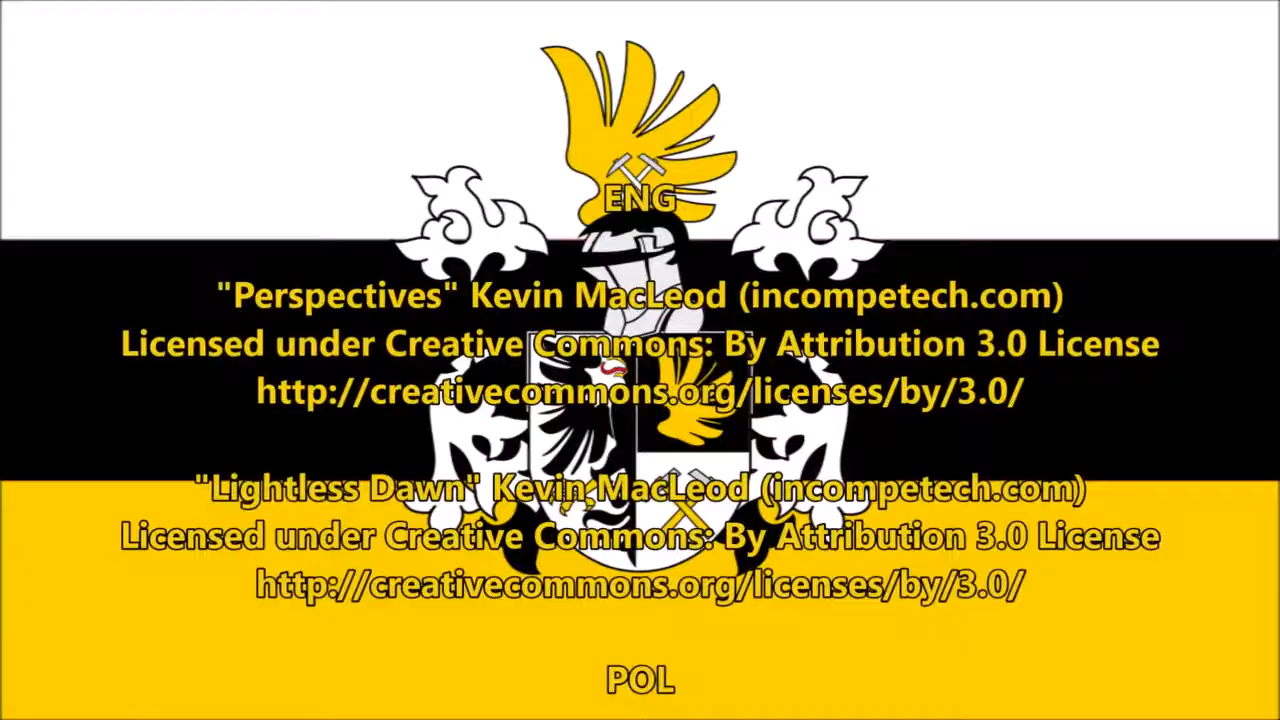 ENG
"Perspectives" Kevin MacLeod (incompetech.com)
Licensed under Creative Commons: By Attribution 3.0 License
http://creativecommons.org/licenses/by/3.0/
"Lightless Dawn" Kevin MacLeod (incompetech.com)
Licensed under Creative Commons: By Attribution 3.0 License
http://creativecommons.org/licenses/by/3.0/
POL